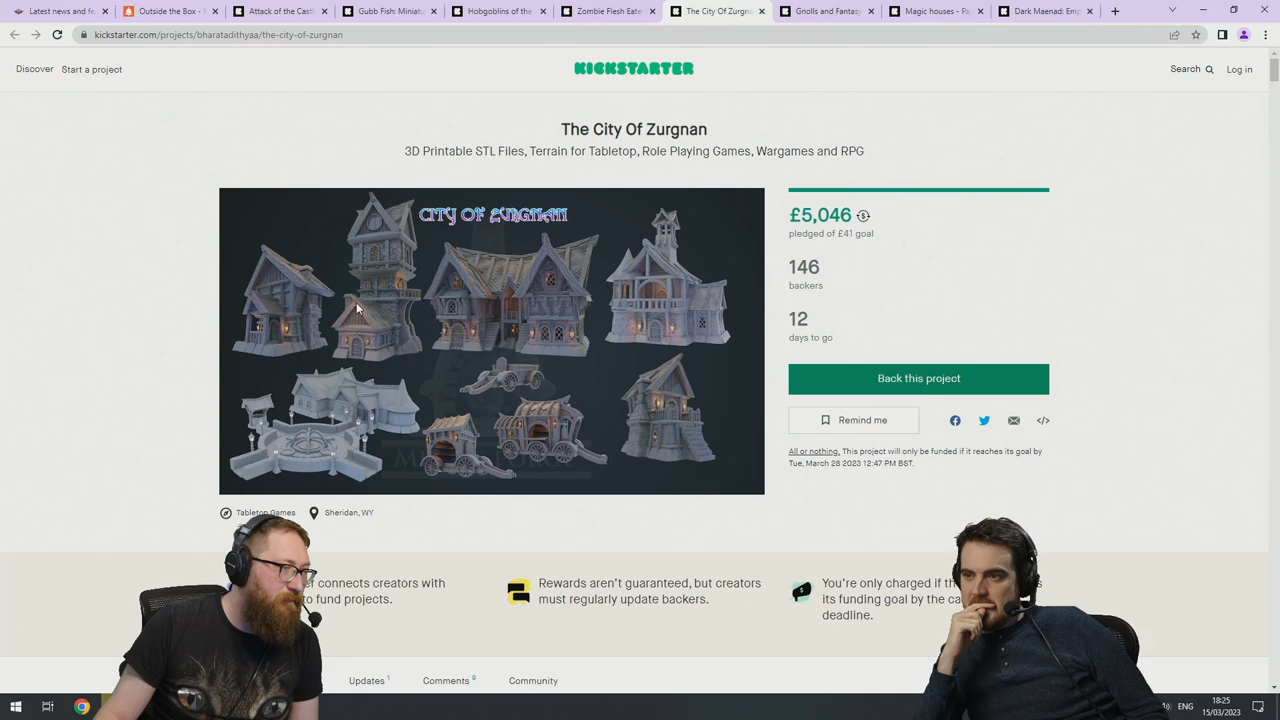 Latest news and fe
Outside the Box -
Attack of the Castl
Gubb Fish: Miniatu
Hobgoblins of the
Zombie Flesh Eate
The City Of Zurgna
Gnolls and Fantasy
Magic houses - Pa
Dark Maenad: Emp
kickstarter.com/projects/bharatadithyaa/the-city-of-zurgnan
Discover
Start a project
KICKSTARTER
Search
Log in
The City Of Zurgnan
3D Printable STL Files, Terrain for Tabletop, Role Playing Games, Wargames and RPG
CITY OF ZURGNAN
£5,046
pledged of £41 goal
146
backers
12
days to go
Back this project
Remind me
All or nothing. This project will only be funded if it reaches its goal by
Tue, March 28 2023 12:47 PM BST.
Tabletop Games
Sheridan, WY
connects creators with
fund projects.
Rewards aren't guaranteed, but creators
must regularly update backers.
You're only charged if th
its funding goal by the ca
deadline.
Updates 1
Comments 9
Community
ENG
18:25
15/03/2023